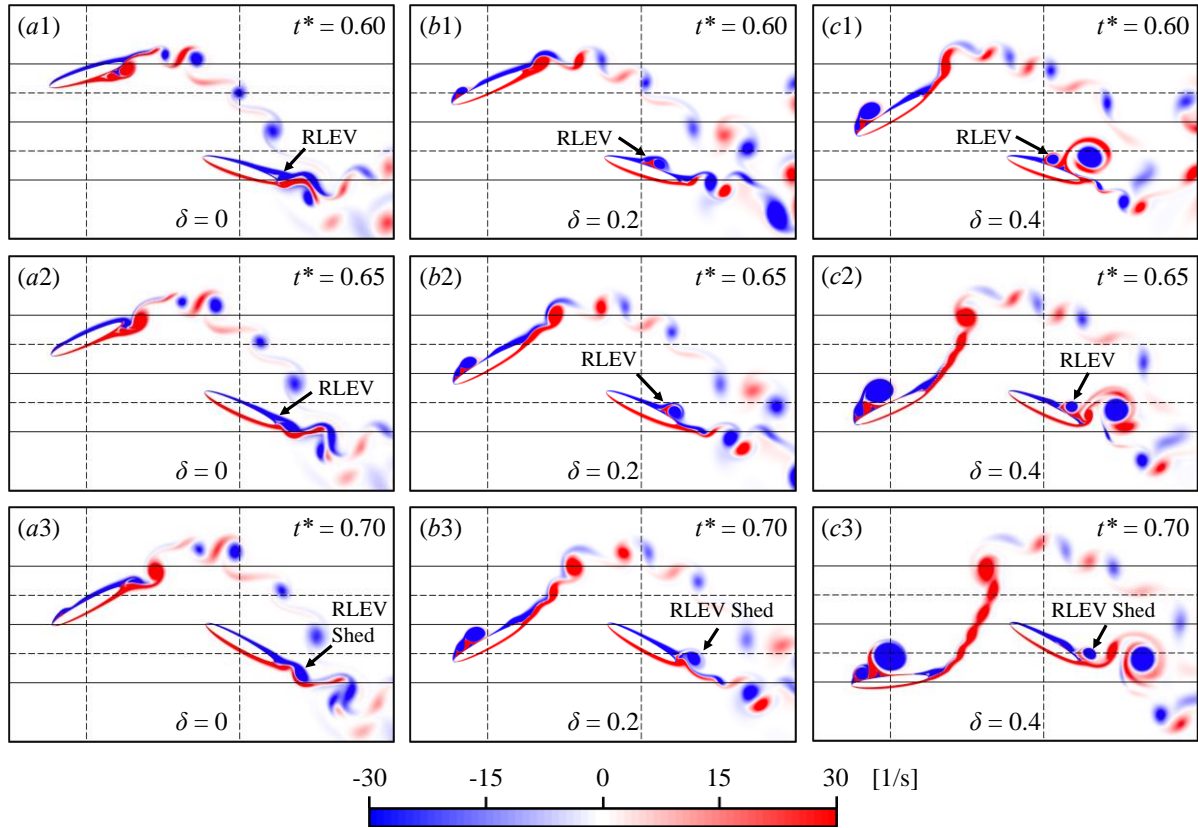 (a1) t* = 0.60
RLEV
δ = 0
(b1) t* = 0.60
RLEV
δ = 0.2
(c1) t* = 0.60
RLEV
δ = 0.4
(a2) t* = 0.65
RLEV
δ = 0
(b2) t* = 0.65
RLEV
δ = 0.2
(c2) t* = 0.65
RLEV
δ = 0.4
(a3) t* = 0.70
RLEV
Shed
δ = 0
(b3) t* = 0.70
RLEV Shed
δ = 0.2
(c3) t* = 0.70
RLEV Shed
δ = 0.4
-30 -15 0 15 30 [1/s]